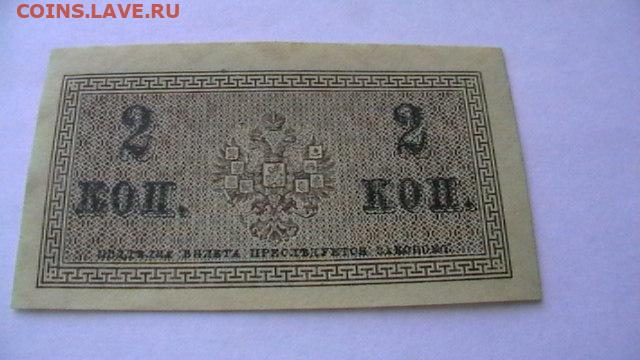 COINS.LAVE.RU
2 2
КОП. КОП.
ПОДДѢЛКА БИЛЕТА ПРЕСЛѢДУЕТСЯ ЗАКОНОМЪ.